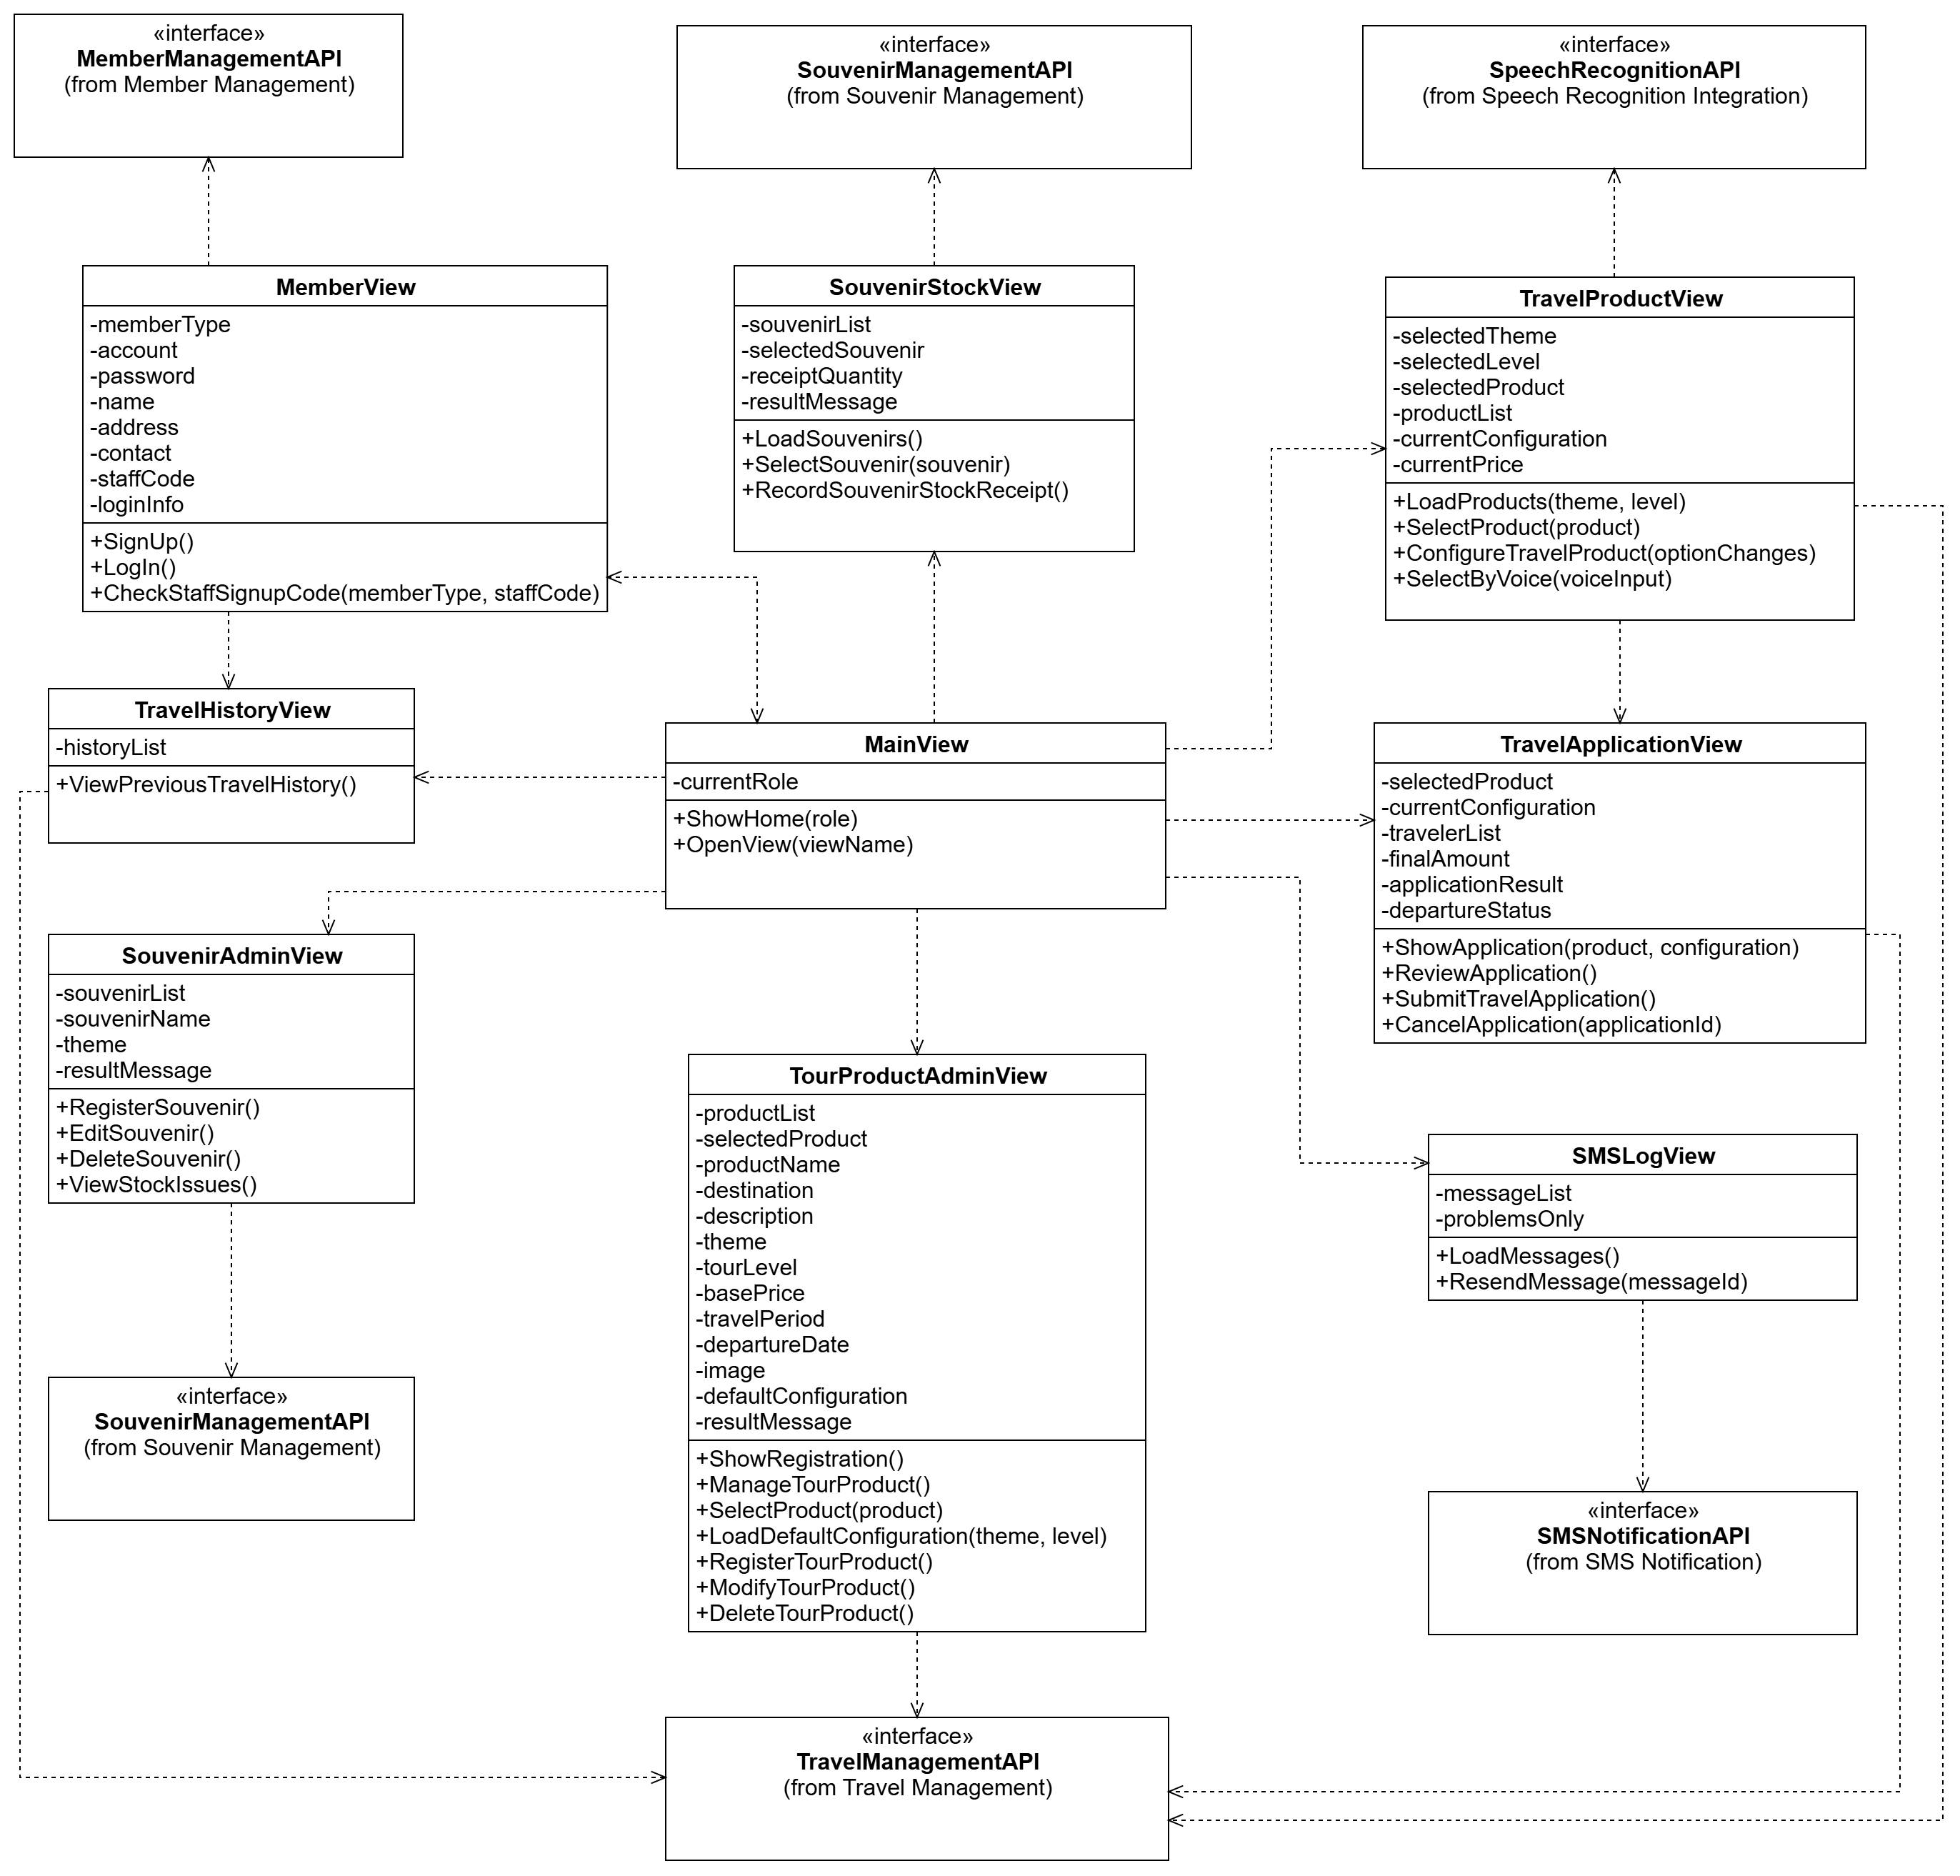 «interface»
MemberManagementAPI
(from Member Management)
«interface»
SouvenirManagementAPI
(from Souvenir Management)
«interface»
SpeechRecognitionAPI
(from Speech Recognition Integration)
MemberView
-memberType
-account
-password
-name
-address
-contact
-staffCode
-loginInfo
+SignUp()
+LogIn()
+CheckStaffSignupCode(memberType, staffCode)
SouvenirStockView
-souvenirList
-selectedSouvenir
-receiptQuantity
-resultMessage
+LoadSouvenirs()
+SelectSouvenir(souvenir)
+RecordSouvenirStockReceipt()
TravelProductView
-selectedTheme
-selectedLevel
-selectedProduct
-productList
-currentConfiguration
-currentPrice
+LoadProducts(theme, level)
+SelectProduct(product)
+ConfigureTravelProduct(optionChanges)
+SelectByVoice(voiceInput)
TravelHistoryView
-historyList
+ViewPreviousTravelHistory()
MainView
-currentRole
+ShowHome(role)
+OpenView(viewName)
TravelApplicationView
-selectedProduct
-currentConfiguration
-travelerList
-finalAmount
-applicationResult
-departureStatus
+ShowApplication(product, configuration)
+ReviewApplication()
+SubmitTravelApplication()
+CancelApplication(applicationId)
SouvenirAdminView
-souvenirList
-souvenirName
-theme
-resultMessage
+RegisterSouvenir()
+EditSouvenir()
+DeleteSouvenir()
+ViewStockIssues()
TourProductAdminView
-productList
-selectedProduct
-productName
-destination
-description
-theme
-tourLevel
-basePrice
-travelPeriod
-departureDate
-image
-defaultConfiguration
-resultMessage
+ShowRegistration()
+ManageTourProduct()
+SelectProduct(product)
+LoadDefaultConfiguration(theme, level)
+RegisterTourProduct()
+ModifyTourProduct()
+DeleteTourProduct()
SMSLogView
-messageList
-problemsOnly
+LoadMessages()
+ResendMessage(messageId)
«interface»
SouvenirManagementAPI
(from Souvenir Management)
«interface»
SMSNotificationAPI
(from SMS Notification)
«interface»
TravelManagementAPI
(from Travel Management)